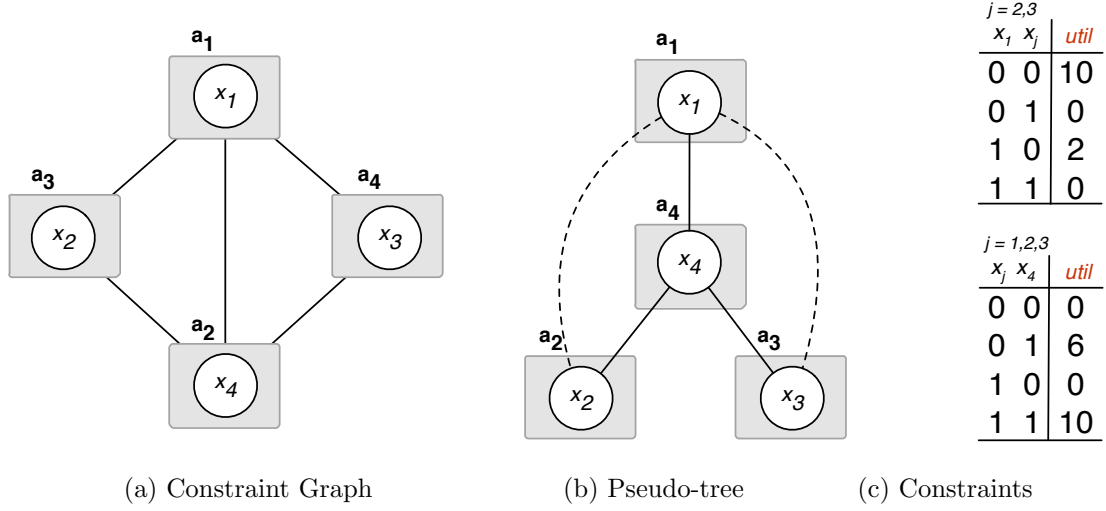 a1
x1
a3
x2
a4
x3
a2
x4
(a) Constraint Graph
a1
x1
a4
x4
a2
x2
a3
x3
(b) Pseudo-tree
j = 2,3
x1 xj util
0 0 10
0 1 0
1 0 2
1 1 0
j = 1,2,3
xj x4 util
0 0 0
0 1 6
1 0 0
1 1 10
(c) Constraints